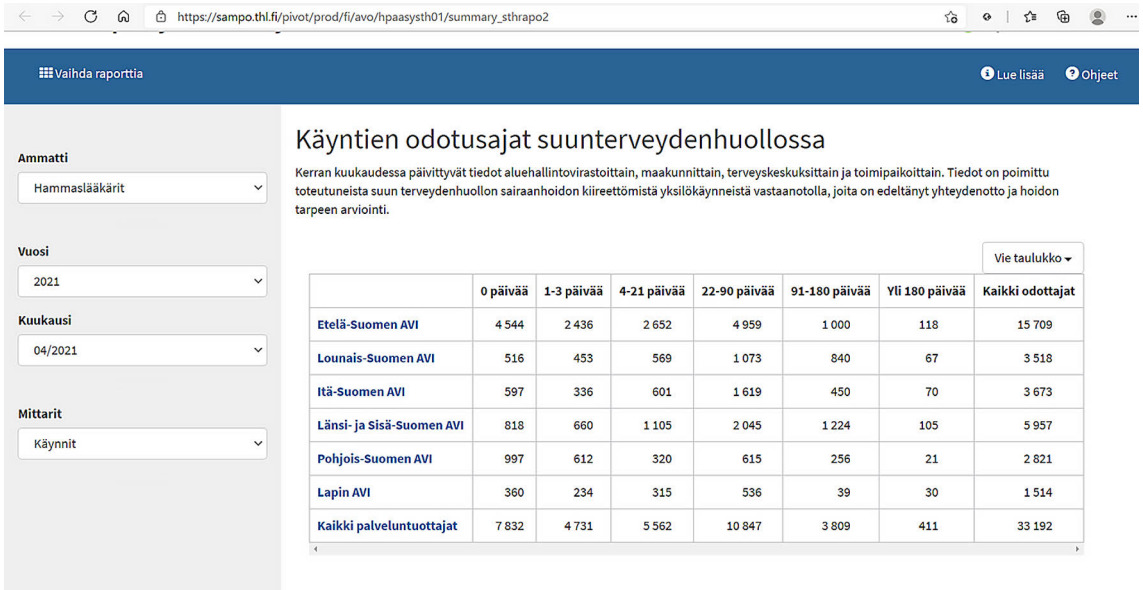 https://sampo.thl.fi/pivot/prod/fi/avo/hpaasysth01/summary_sthrapo2
Vaihda raporttia
Lue lisää
Ohjeet
Ammatti
Hammaslääkärit
Vuosi
2021
Kuukausi
04/2021
Mittarit
Käynnit
Käyntien odotusajat suunterveydenhuollossa
Kerran kuukaudessa päivittyvät tiedot aluehallintovirastoittain, maakunnittain, terveyskeskuksittain ja toimipaikoittain. Tiedot on poimittu
toteutuneista suun terveydenhuollon sairaanhoidon kiireettömistä yksilökäynneistä vastaanotolla, joita on edeltänyt yhteydenotto ja hoidon
tarpeen arviointi.
Vie taulukko
0 päivää 1-3 päivää 4-21 päivää 22-90 päivää 91-180 päivää Yli 180 päivää Kaikki odottajat
Etelä-Suomen AVI 4 544 2 436 2 652 4 959 1 000 118 15 709
Lounais-Suomen AVI 516 453 569 1 073 840 67 3 518
Itä-Suomen AVI 597 336 601 1 619 450 70 3 673
Länsi- ja Sisä-Suomen AVI 818 660 1 105 2 045 1 224 105 5 957
Pohjois-Suomen AVI 997 612 320 615 256 21 2 821
Lapin AVI 360 234 315 536 39 30 1 514
Kaikki palveluntuottajat 7 832 4 731 5 562 10 847 3 809 411 33 192